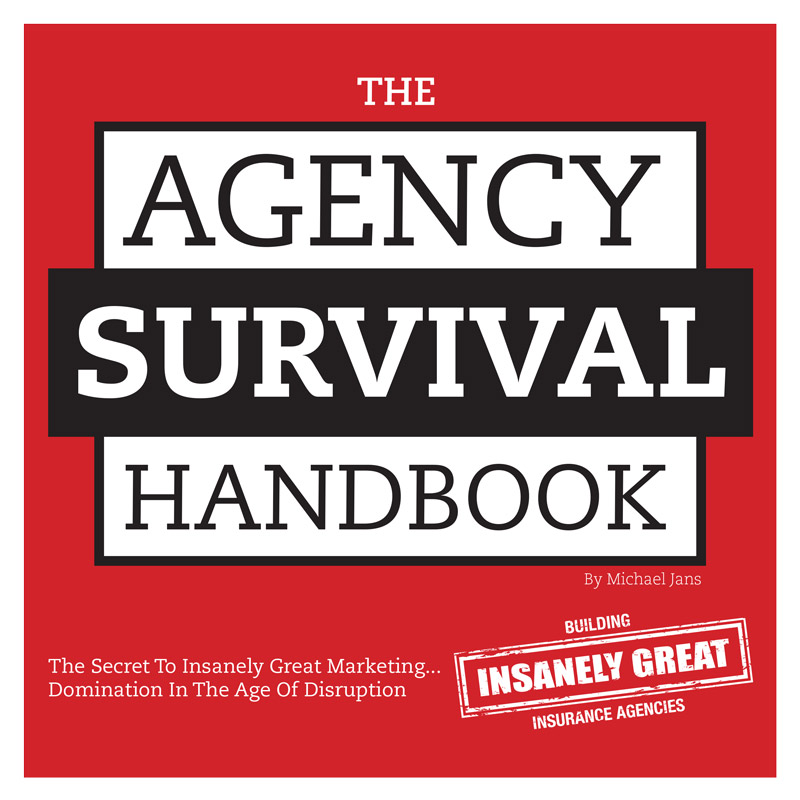 THE
AGENCY
SURVIVAL
HANDBOOK
By Michael Jans
The Secret To Insanely Great Marketing...
Domination In The Age Of Disruption
BUILDING
INSANELY GREAT
INSURANCE AGENCIES